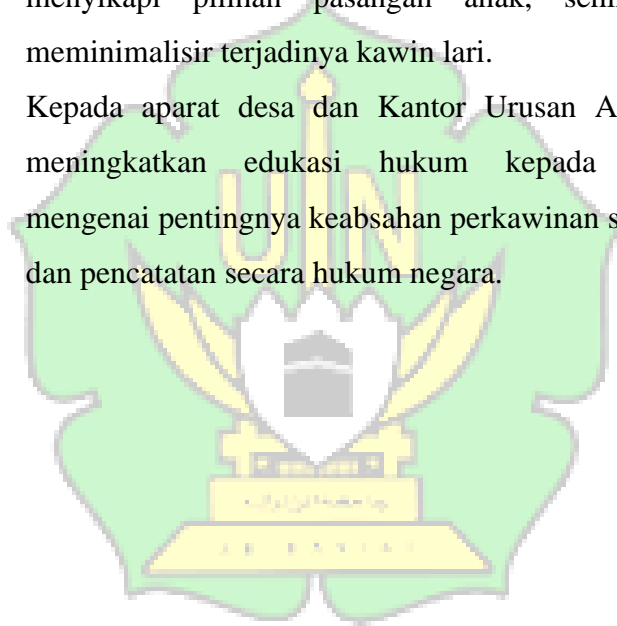 menyikapi pilihan pasangan anak,
meminimalisir terjadinya kawin lari.
Kepada aparat desa dan Kantor Urusan
meningkatkan edukasi hukum kepada
mengenai pentingnya keabsahan perkawinan
dan pencatatan secara hukum negara.
UIN